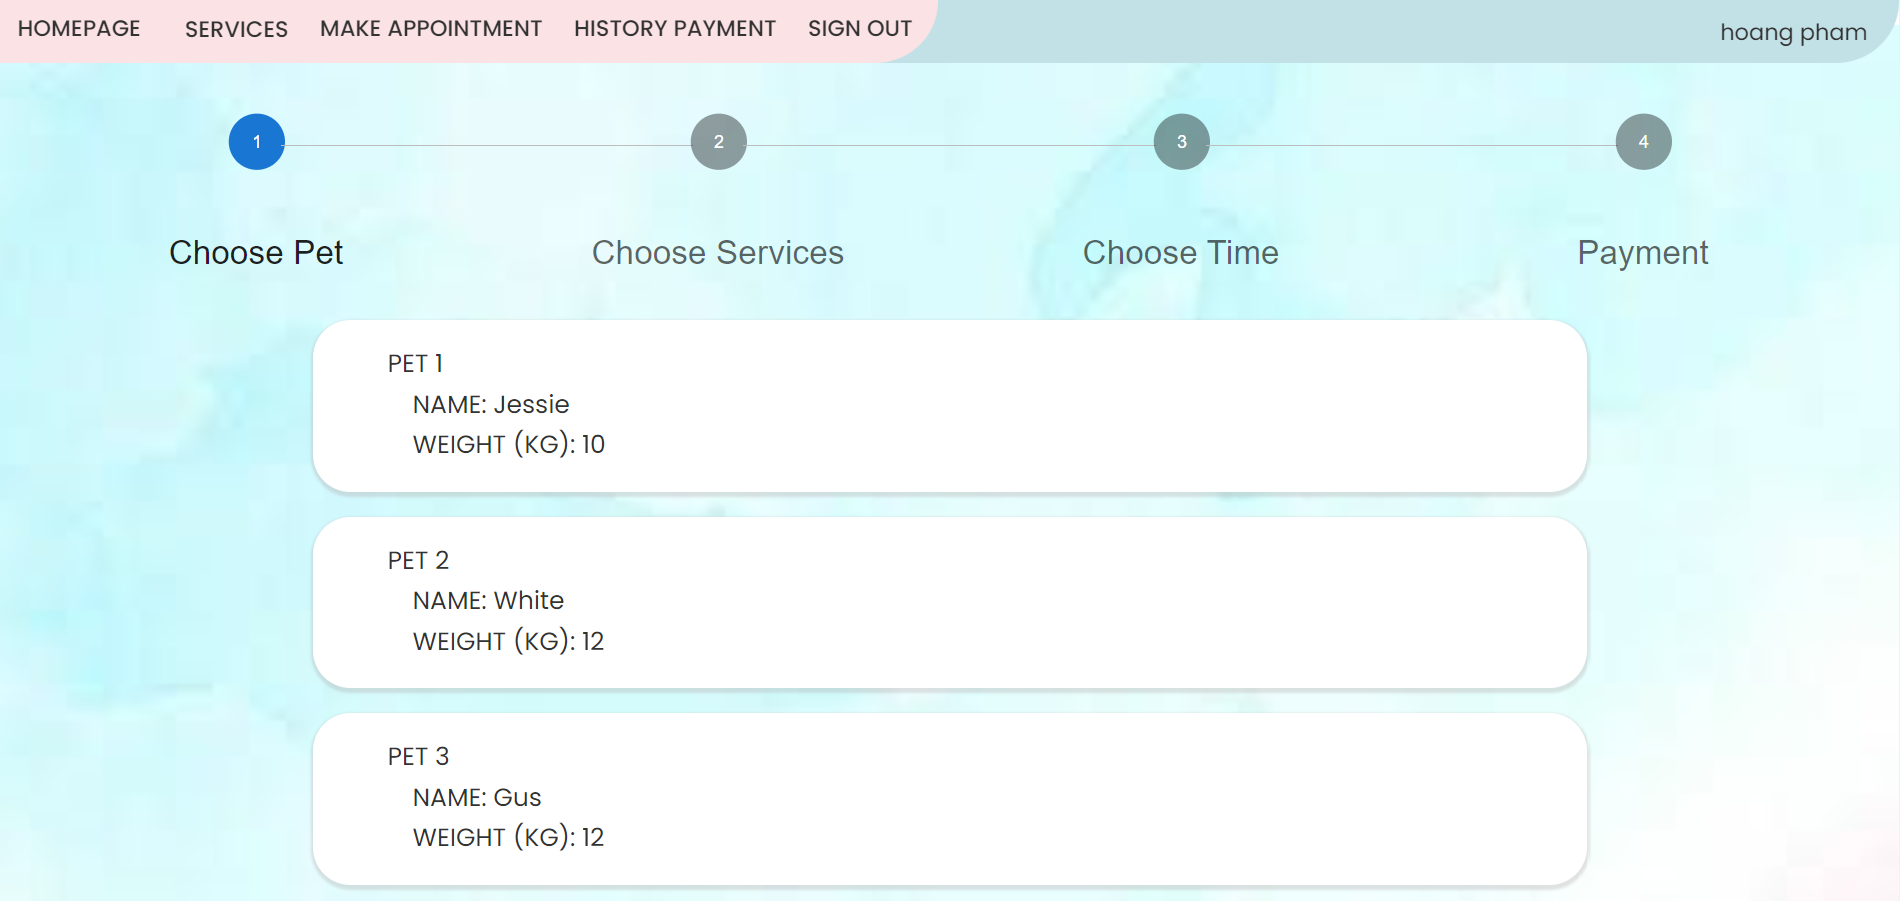 HOMEPAGE SERVICES MAKE APPOINTMENT HISTORY PAYMENT SIGN OUT hoang pham
1 2 3 4
Choose Pet Choose Services Choose Time Payment
PET 1
NAME: Jessie
WEIGHT (KG): 10
PET 2
NAME: White
WEIGHT (KG): 12
PET 3
NAME: Gus
WEIGHT (KG): 12